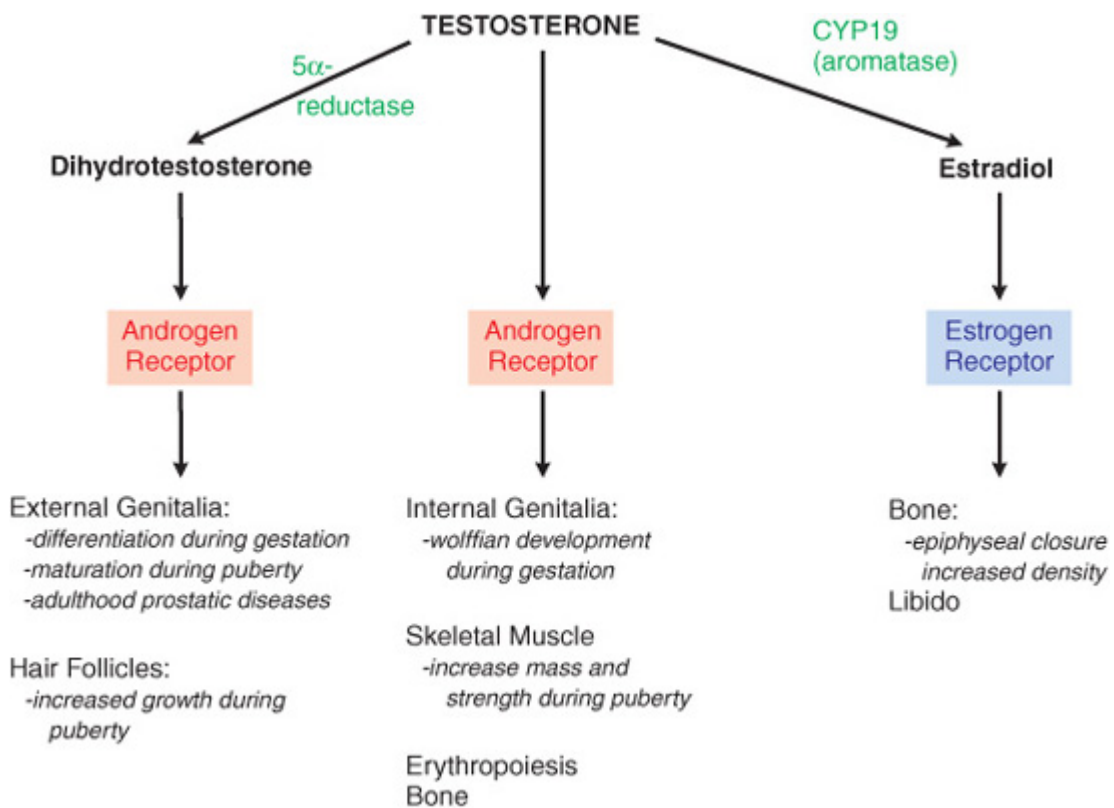 TESTOSTERONE
5α-
reductase
CYP19
(aromatase)
Dihydrotestosterone
Estradiol
Androgen
Receptor
Androgen
Receptor
Estrogen
Receptor
External Genitalia:
-differentiation during gestation
-maturation during puberty
-adulthood prostatic diseases
Hair Follicles:
-increased growth during
puberty
Internal Genitalia:
-wolffian development
during gestation
Skeletal Muscle
-increase mass and
strength during puberty
Erythropoiesis
Bone
Bone:
-epiphyseal closure
increased density
Libido